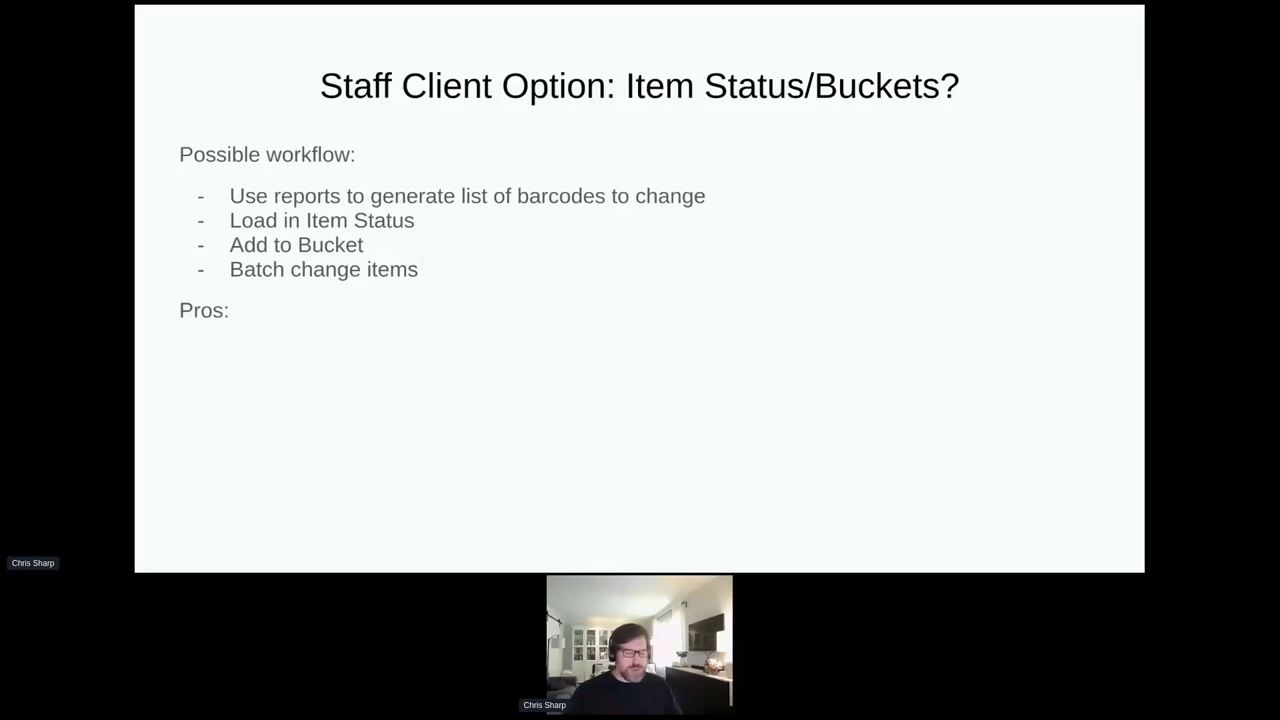 Staff Client Option: Item Status/Buckets?
Possible workflow:
- Use reports to generate list of barcodes to change
- Load in Item Status
- Add to Bucket
- Batch change items
Pros:
Chris Sharp
Chris Sharp